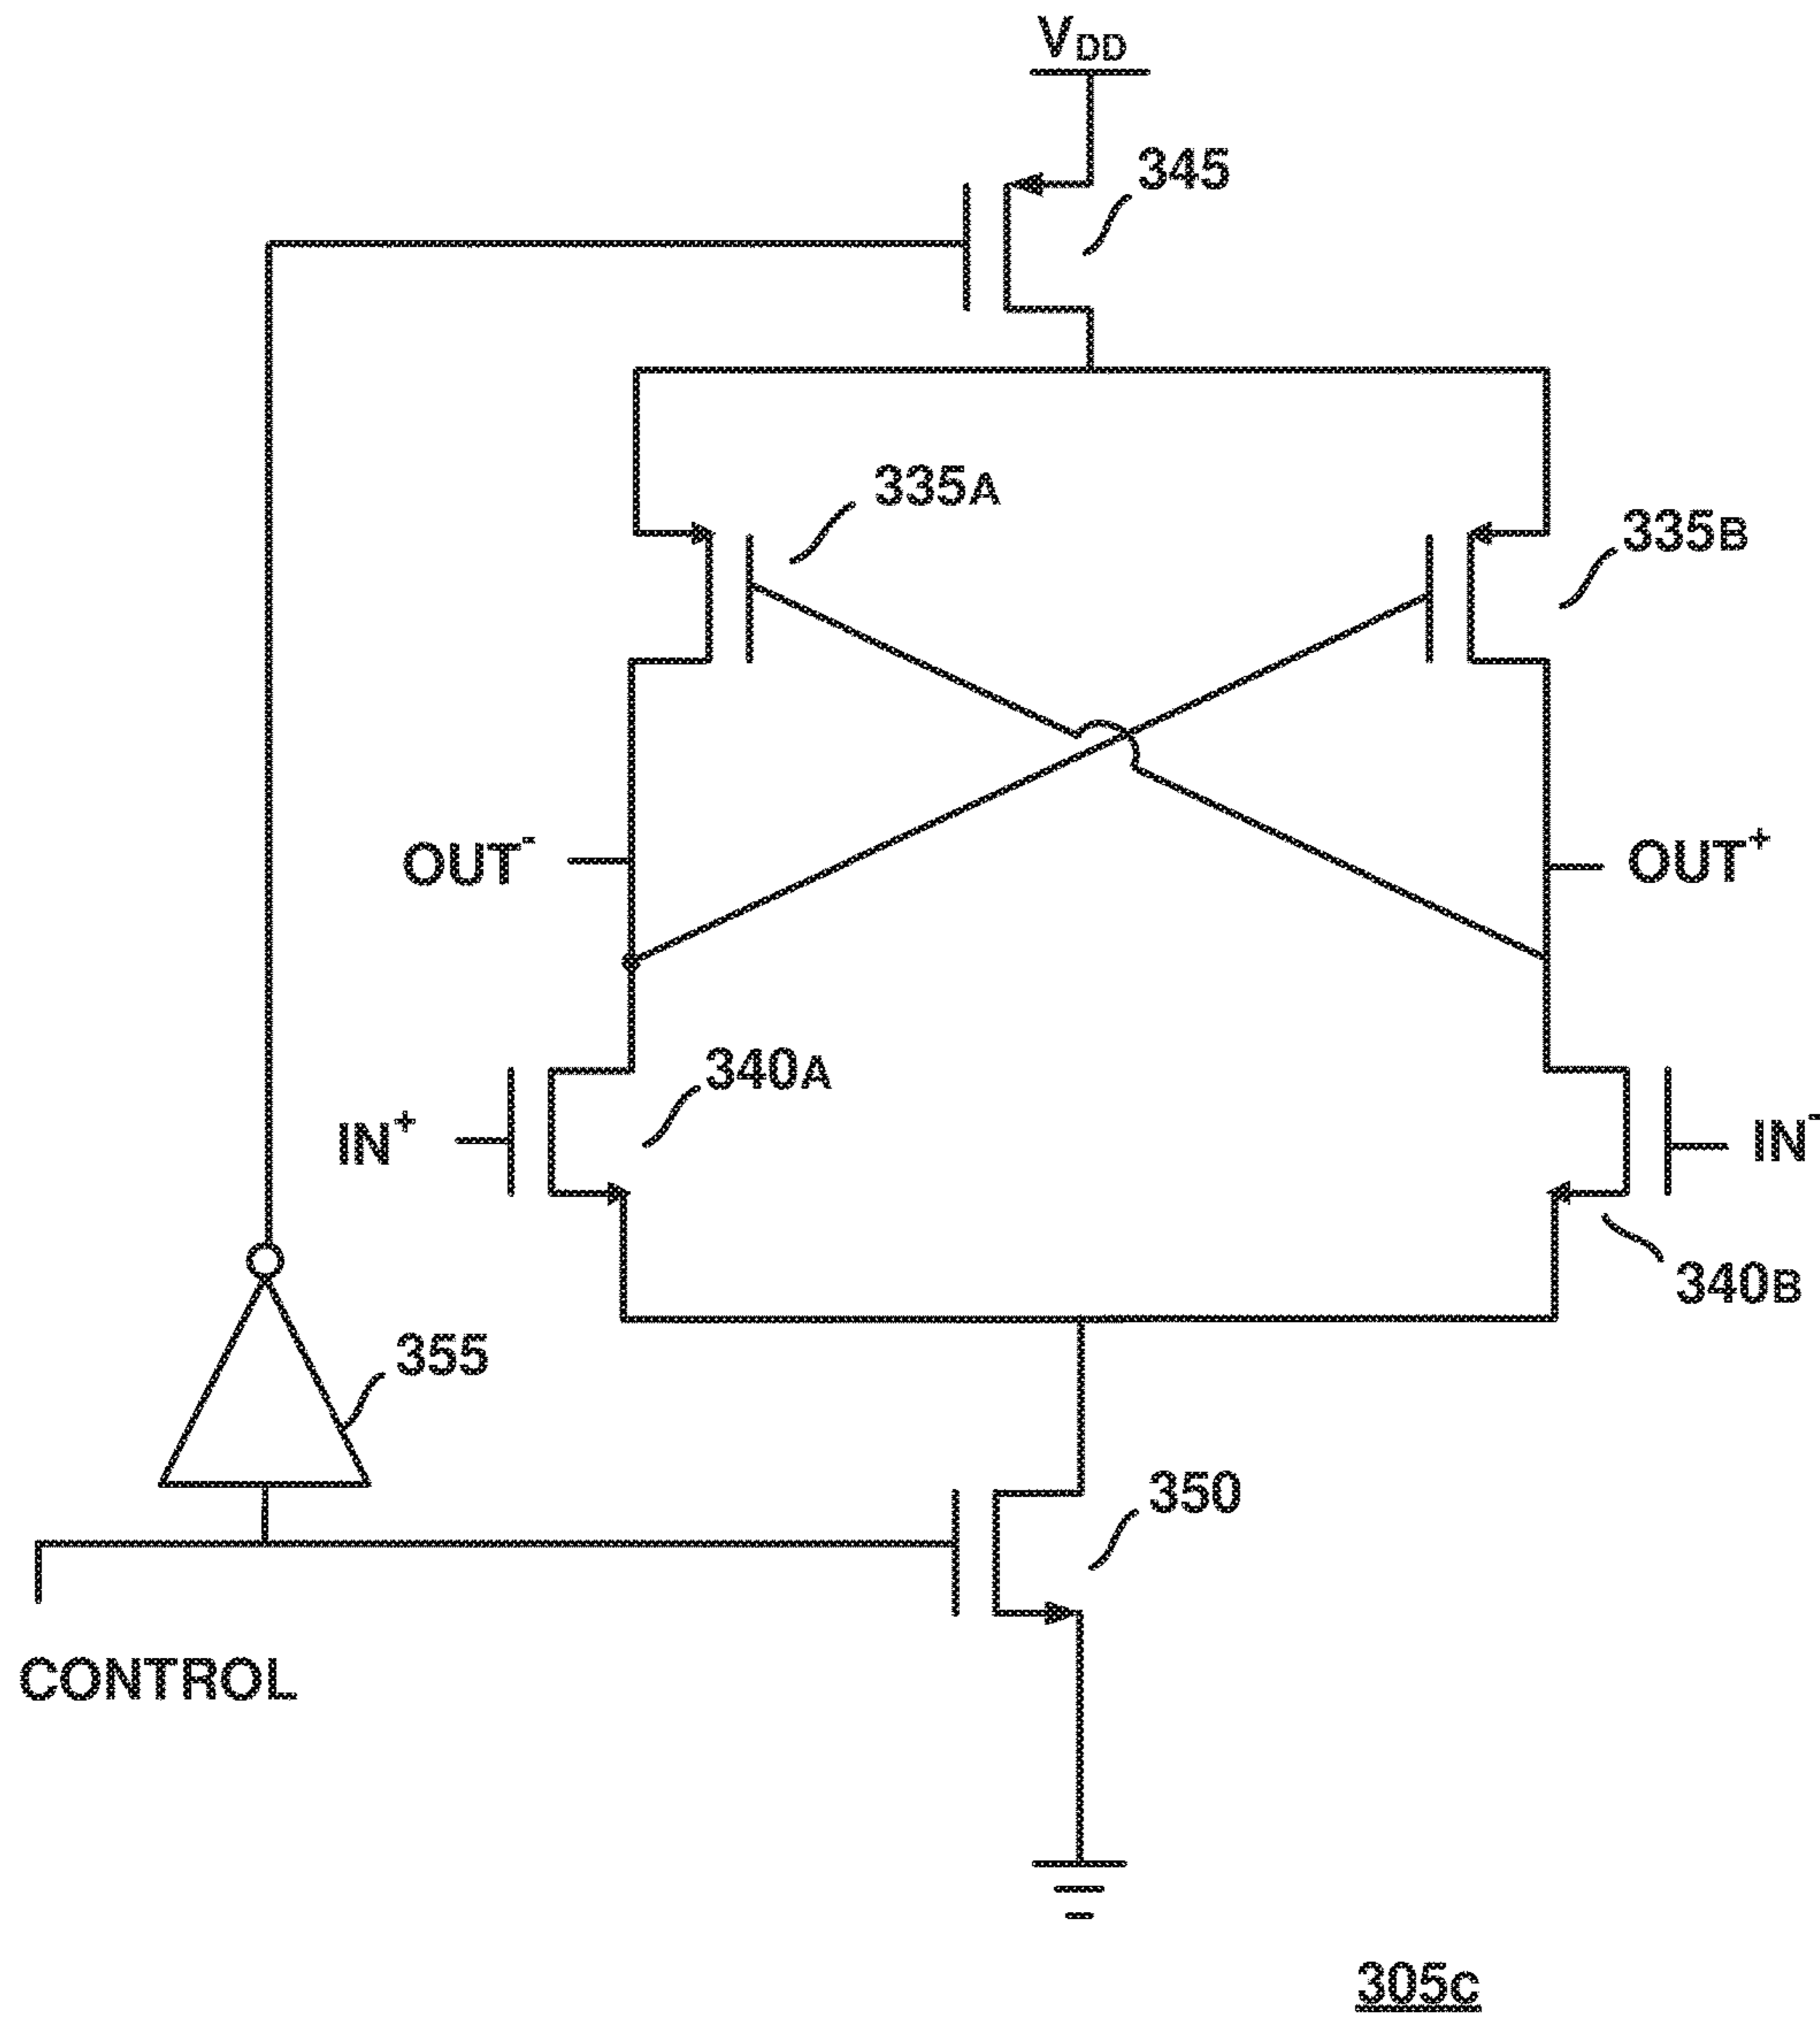 VDD
345
335A
335B
OUT-
OUT+
340A
IN+
IN-
340B
355
350
CONTROL
305C